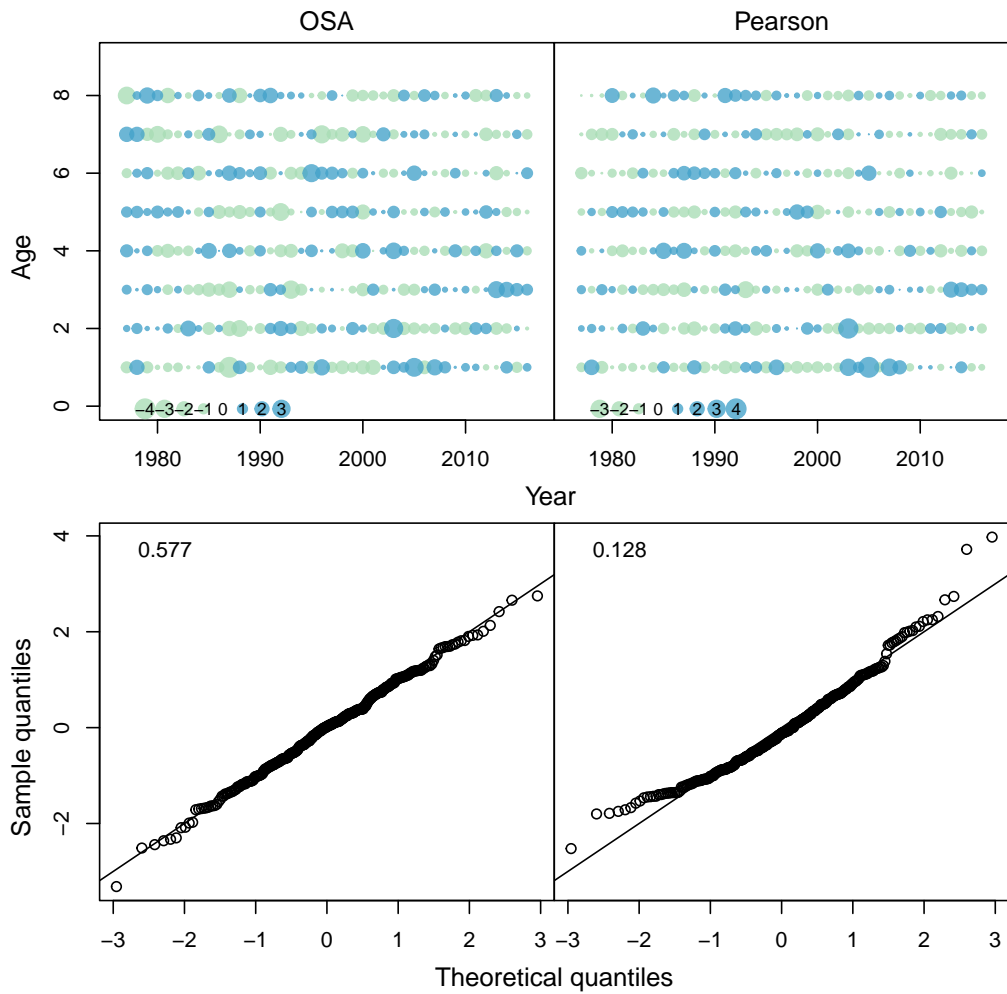 OSA Pearson
8
6
4
2
0
Age
−4 −3 −2 −1 0 1 2 3
−3 −2 −1 0 1 2 3 4
1980 1990 2000 2010 1980 1990 2000 2010
Year
4
2
0
−2
Sample quantiles
0.577 0.128
−3 −2 −1 0 1 2 3 −3 −2 −1 0 1 2 3
Theoretical quantiles